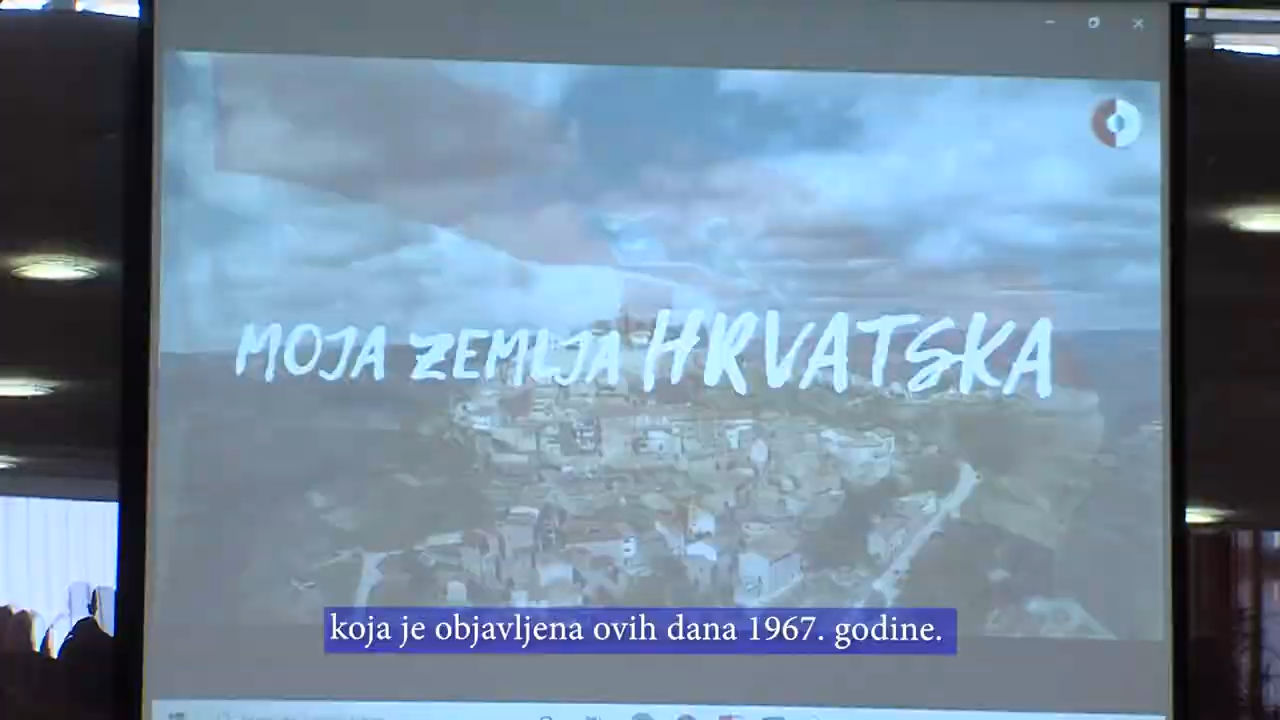 MOJA ZEMLJA HRVATSKA
koja je objavljena ovih dana 1967. godine.